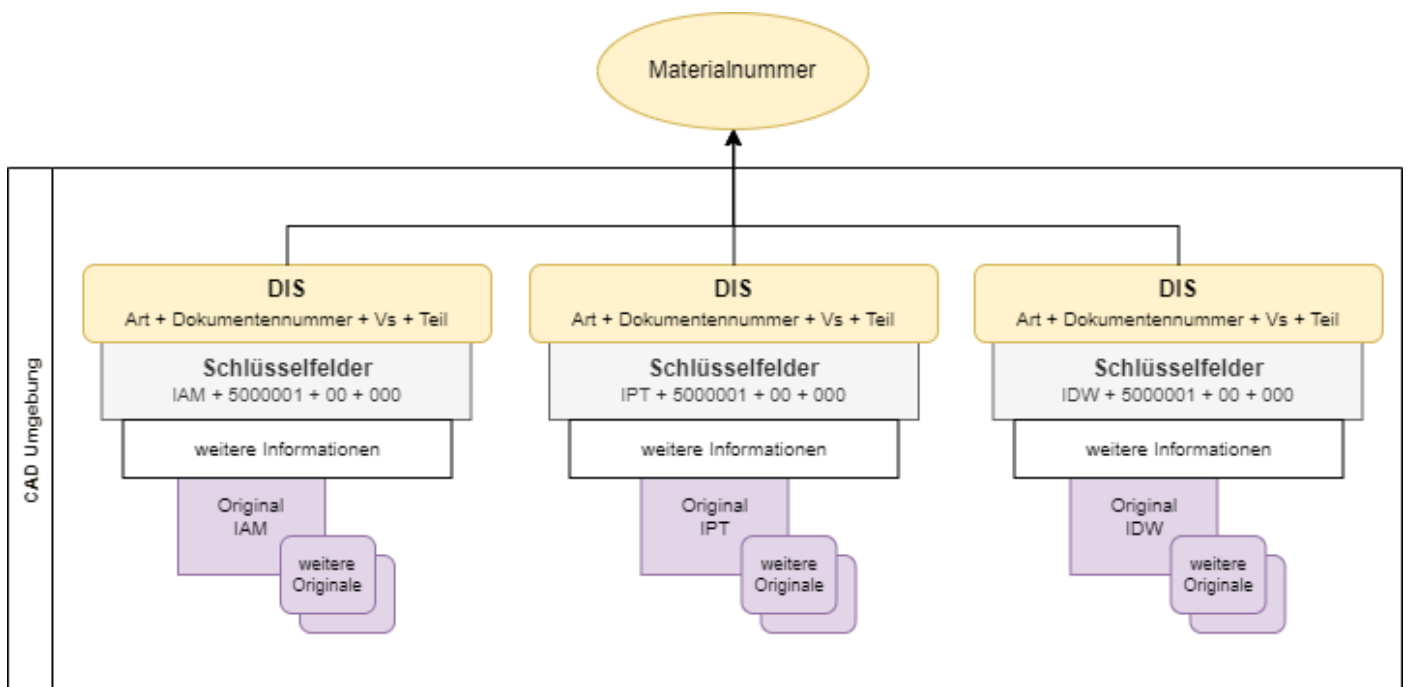 Materialnummer
CAD Umgebung
DIS
Art + Dokumentennummer + Vs + Teil
Schlüsselfelder
IAM + 5000001 + 00 + 000
weitere Informationen
Original
IAM
weitere
Originale
DIS
Art + Dokumentennummer + Vs + Teil
Schlüsselfelder
IPT + 5000001 + 00 + 000
weitere Informationen
Original
IPT
weitere
Originale
DIS
Art + Dokumentennummer + Vs + Teil
Schlüsselfelder
IDW + 5000001 + 00 + 000
weitere Informationen
Original
IDW
weitere
Originale